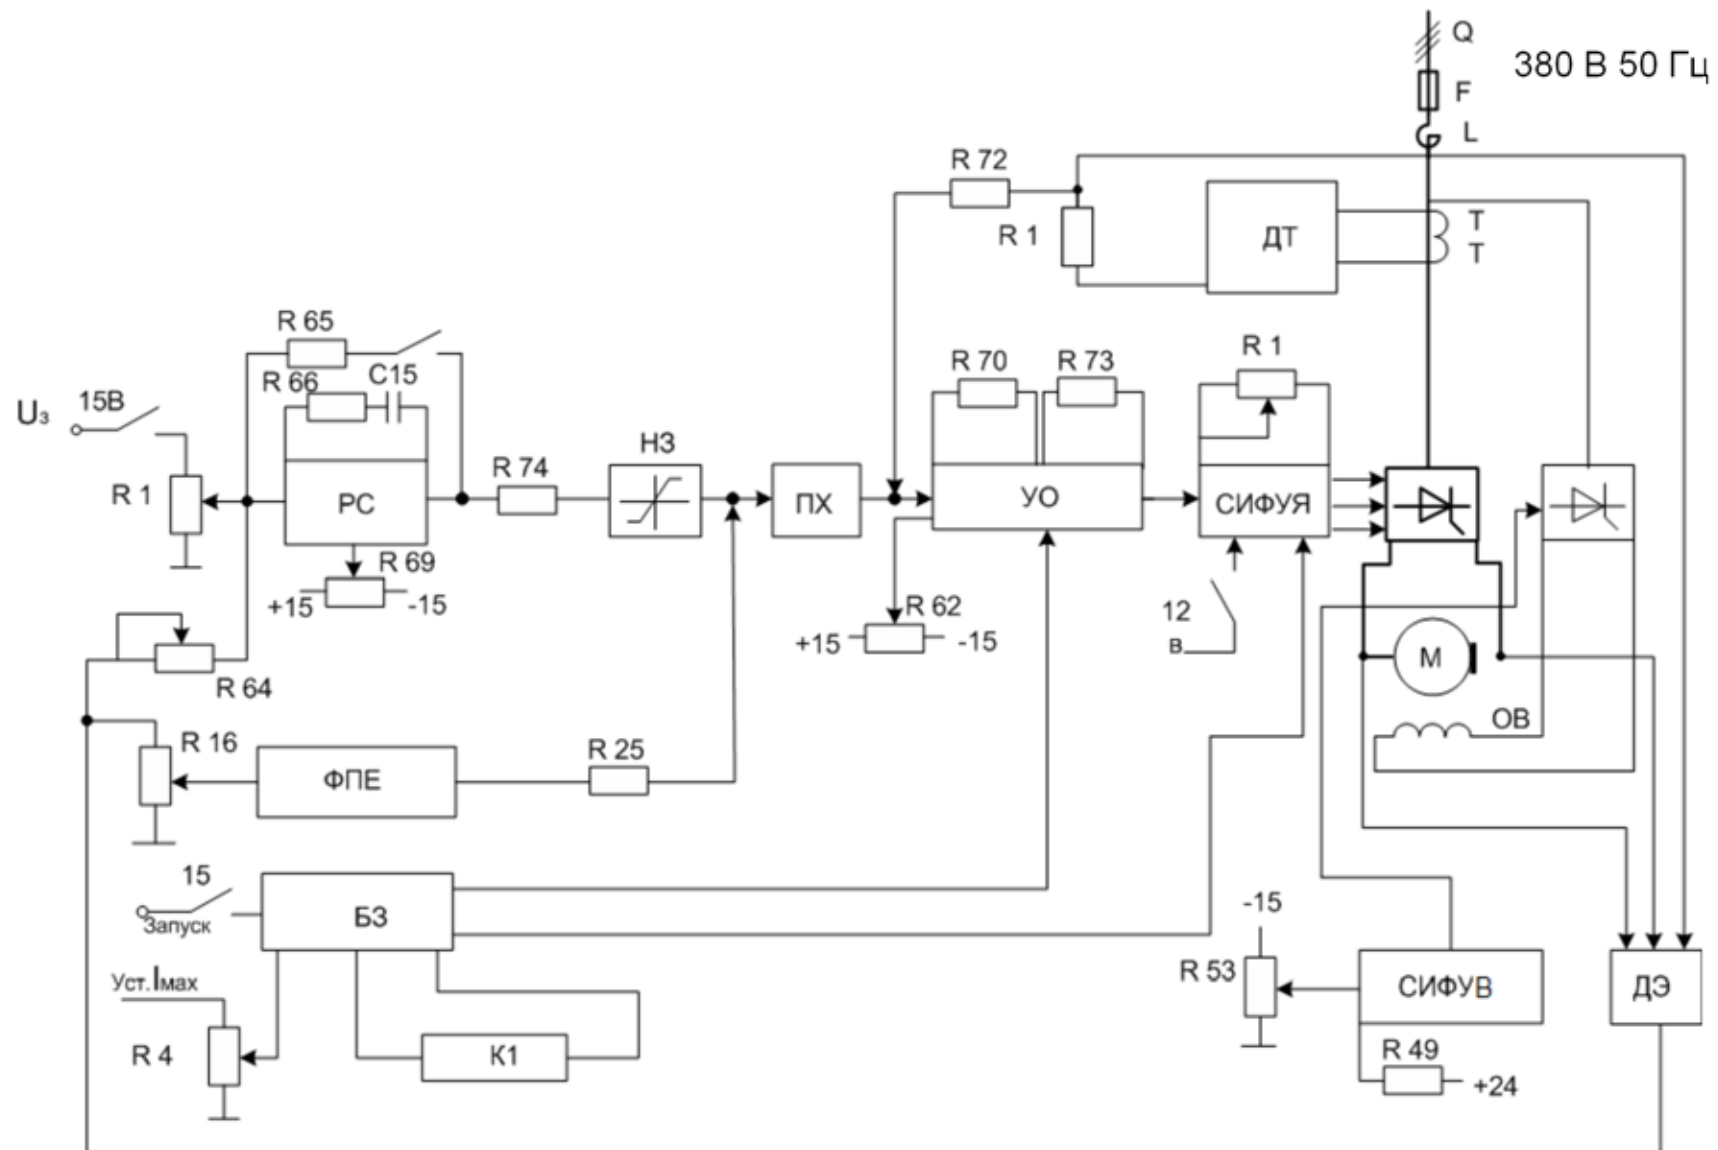 Q
380 В 50 Гц
F
L
R 72
R 1
ДТ
Т
Т
R 65
R 66
C15
Uз
15В
R 1
РС
R 69
+15
-15
R 74
НЗ
ПХ
R 70
R 73
УО
R 62
+15
-15
R 1
СИФУЯ
12
в
М
ОВ
R 64
R 16
ФПЕ
R 25
15
Запуск
БЗ
Уст.Iмах
R 4
К1
-15
R 53
СИФУВ
R 49
+24
ДЭ